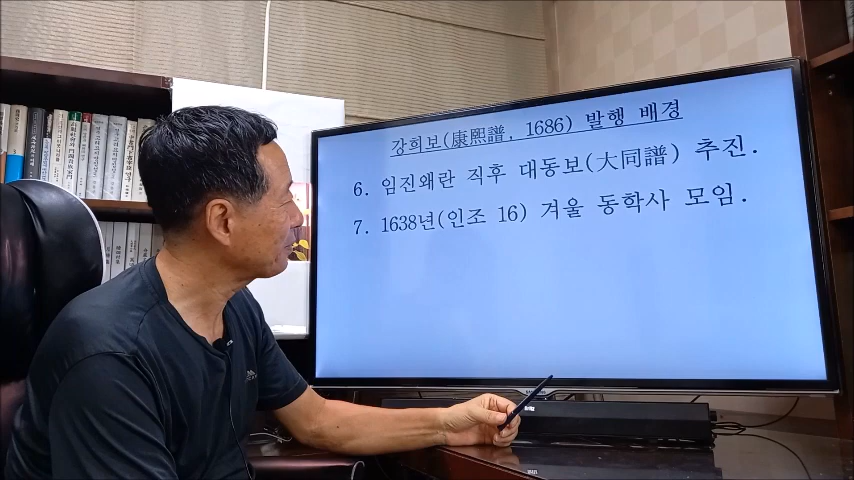 강희보(康熙譜, 1686) 발행 배경
6. 임진왜란 직후 대동보(大同譜) 추진.
7. 1638년(인조 16) 겨울 동학사 모임.